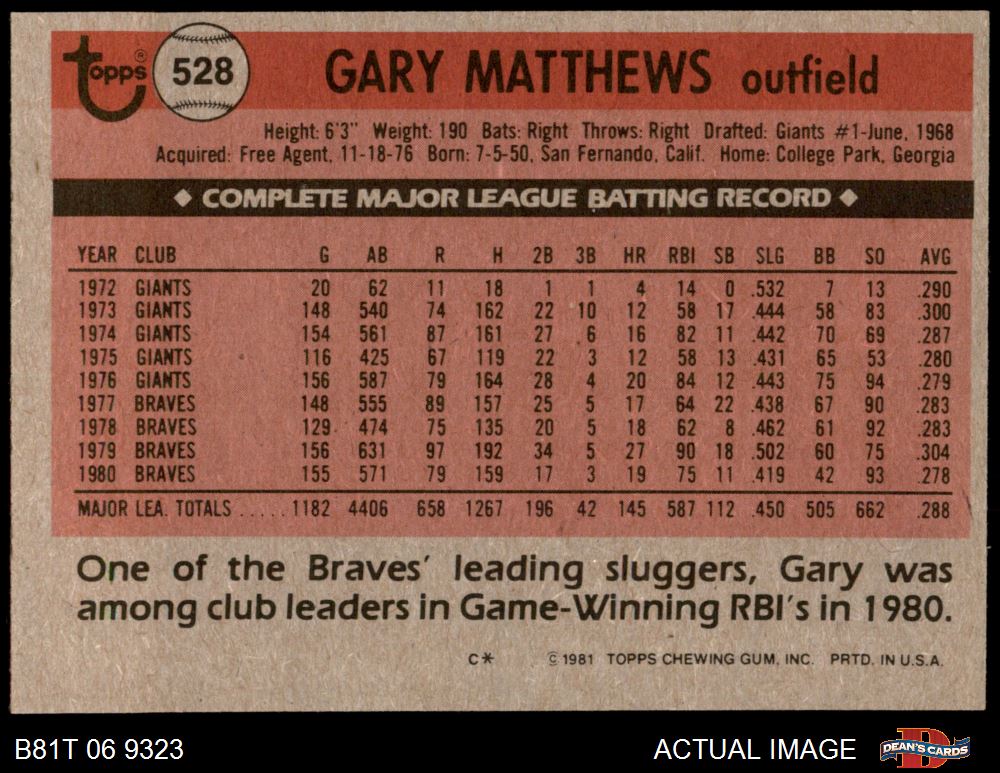 Topps® 528 GARY MATTHEWS outfield
Height: 6'3" Weight: 190 Bats: Right Throws: Right Drafted: Giants #1-June, 1968
Acquired: Free Agent, 11-18-76 Born: 7-5-50, San Fernando, Calif. Home: College Park, Georgia
◆ COMPLETE MAJOR LEAGUE BATTING RECORD ◆
YEAR CLUB G AB R H 2B 3B HR RBI SB SLG BB SO AVG
1972 GIANTS 20 62 11 18 1 1 4 14 0 .532 7 13 .290
1973 GIANTS 148 540 74 162 22 10 12 58 17 .444 58 83 .300
1974 GIANTS 154 561 87 161 27 6 16 82 11 .442 70 69 .287
1975 GIANTS 116 425 67 119 22 3 12 58 13 .431 65 53 .280
1976 GIANTS 156 587 79 164 28 4 20 84 12 .443 75 94 .279
1977 BRAVES 148 555 89 157 25 5 17 64 22 .438 67 90 .283
1978 BRAVES 129 474 75 135 20 5 18 62 8 .462 61 92 .283
1979 BRAVES 156 631 97 192 34 5 27 90 18 .502 60 75 .304
1980 BRAVES 155 571 79 159 17 3 19 75 11 .419 42 93 .278
MAJOR LEA. TOTALS ..... 1182 4406 658 1267 196 42 145 587 112 .450 505 662 .288
One of the Braves' leading sluggers, Gary was
among club leaders in Game-Winning RBI's in 1980.
C* © 1981 TOPPS CHEWING GUM, INC. PRTD. IN U.S.A.
B81T 06 9323 ACTUAL IMAGE DEAN'S CARDS